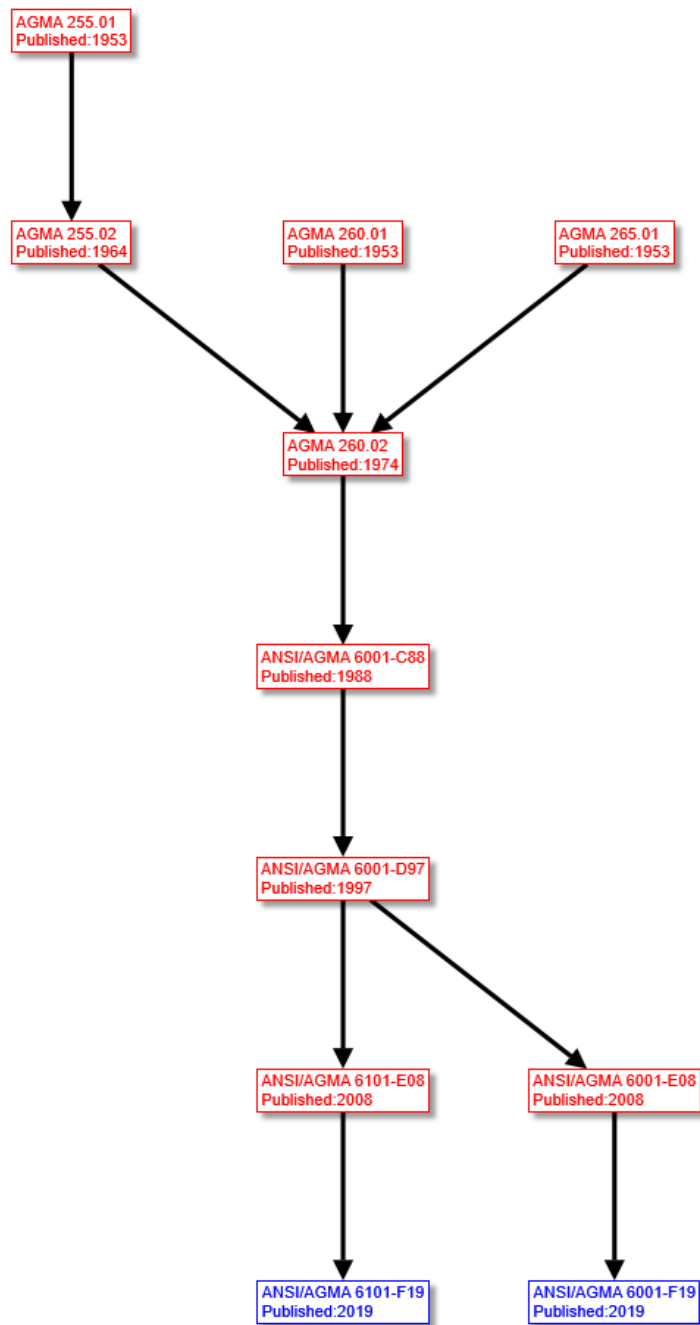 AGMA 255.01
Published:1953
AGMA 255.02
Published:1964
AGMA 260.01
Published:1953
AGMA 265.01
Published:1953
AGMA 260.02
Published:1974
ANSI/AGMA 6001-C88
Published:1988
ANSI/AGMA 6001-D97
Published:1997
ANSI/AGMA 6101-E08
Published:2008
ANSI/AGMA 6001-E08
Published:2008
ANSI/AGMA 6101-F19
Published:2019
ANSI/AGMA 6001-F19
Published:2019